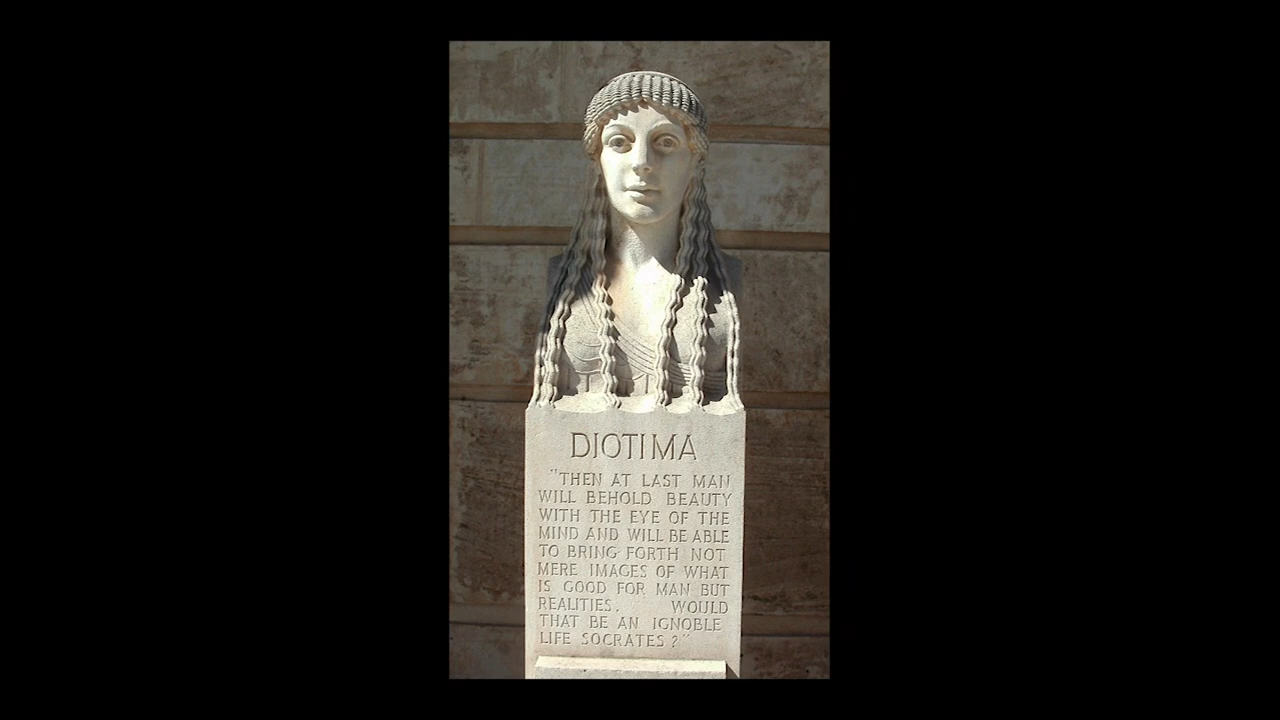 DIOTIMA
"THEN AT LAST MAN
WILL BEHOLD BEAUTY
WITH THE EYE OF THE
MIND AND WILL BE ABLE
TO BRING FORTH NOT
MERE IMAGES OF WHAT
IS GOOD FOR MAN BUT
REALITIES. WOULD
THAT BE AN IGNOBLE
LIFE SOCRATES?"